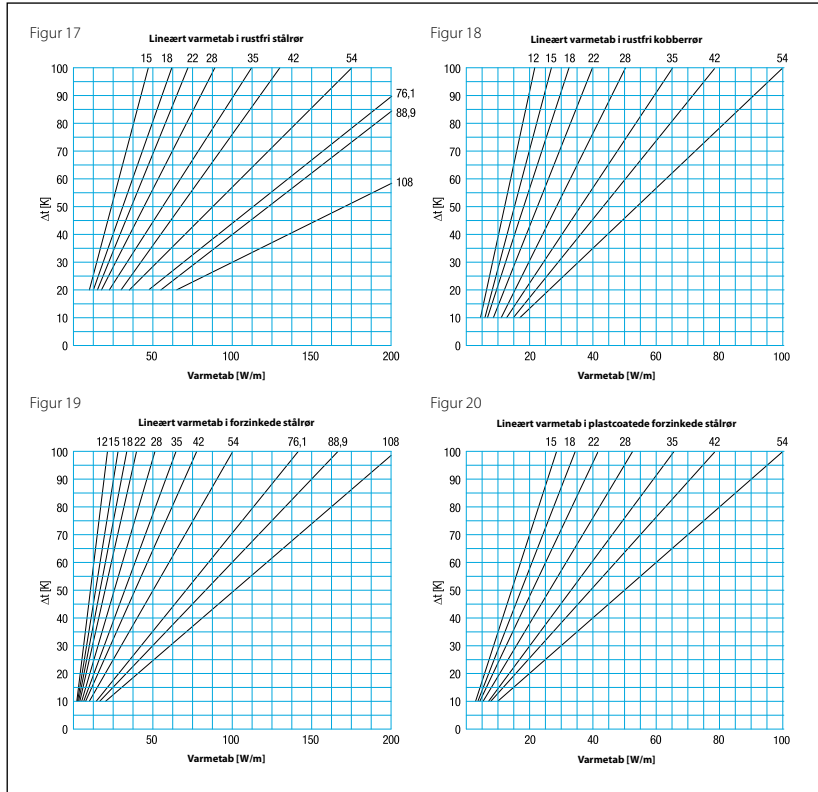 Figur 17
Lineært varmetab i rustfri stålrør
15 18 22 28 35 42 54
76,1
88,9
108
100
90
80
70
60
50
40
30
20
10
0
Δt [K]
50 100 150 200
Varmetab [W/m]
Figur 18
Lineært varmetab i rustfri kobberrør
12 15 18 22 28 35 42 54
100
90
80
70
60
50
40
30
20
10
0
Δt [K]
20 40 60 80 100
Varmetab [W/m]
Figur 19
Lineært varmetab i forzinkede stålrør
12 15 18 22 28 35 42 54 76,1 88,9 108
100
90
80
70
60
50
40
30
20
10
0
Δt [K]
50 100 150 200
Varmetab [W/m]
Figur 20
Lineært varmetab i plastcoatede forzinkede stålrør
15 18 22 28 35 42 54
100
90
80
70
60
50
40
30
20
10
0
Δt [K]
20 40 60 80 100
Varmetab [W/m]